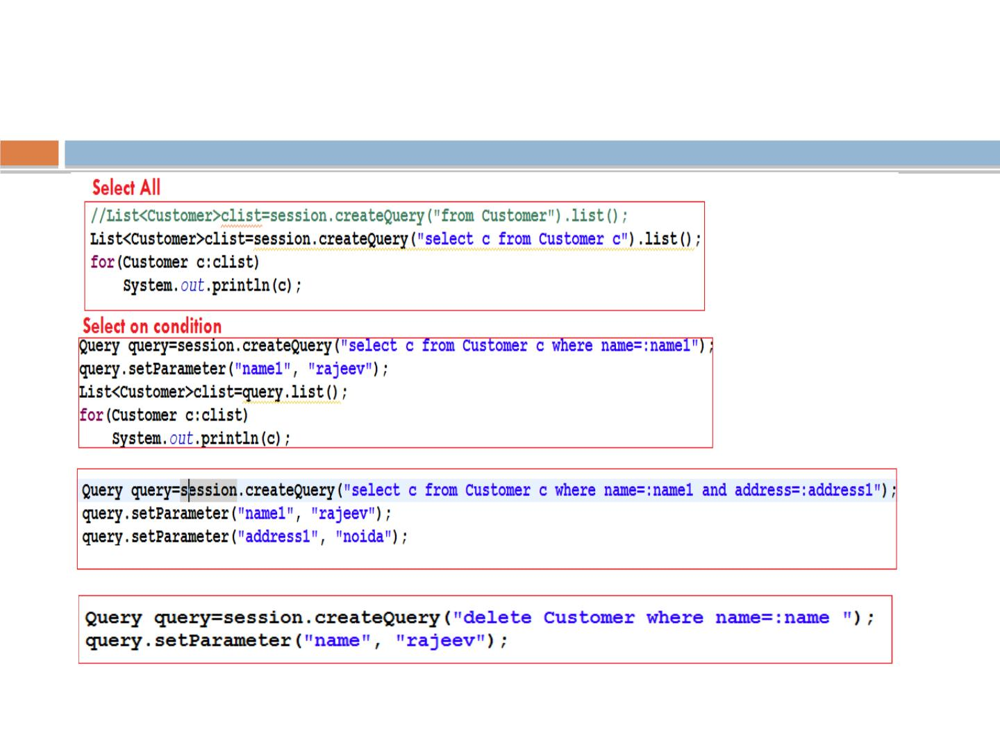 Select All
//List<Customer>clist=session.createQuery("from Customer").list();
List<Customer>clist=session.createQuery("select c from Customer c").list();
for(Customer c:clist)
    System.out.println(c);
Select on condition
Query query=session.createQuery("select c from Customer c where name=:name1");
query.setParameter("name1", "rajeev");
List<Customer>clist=query.list();
for(Customer c:clist)
    System.out.println(c);
Query query=session.createQuery("select c from Customer c where name=:name1 and address=:address1");
query.setParameter("name1", "rajeev");
query.setParameter("address1", "noida");
Query query=session.createQuery("delete Customer where name=:name ");
query.setParameter("name", "rajeev");